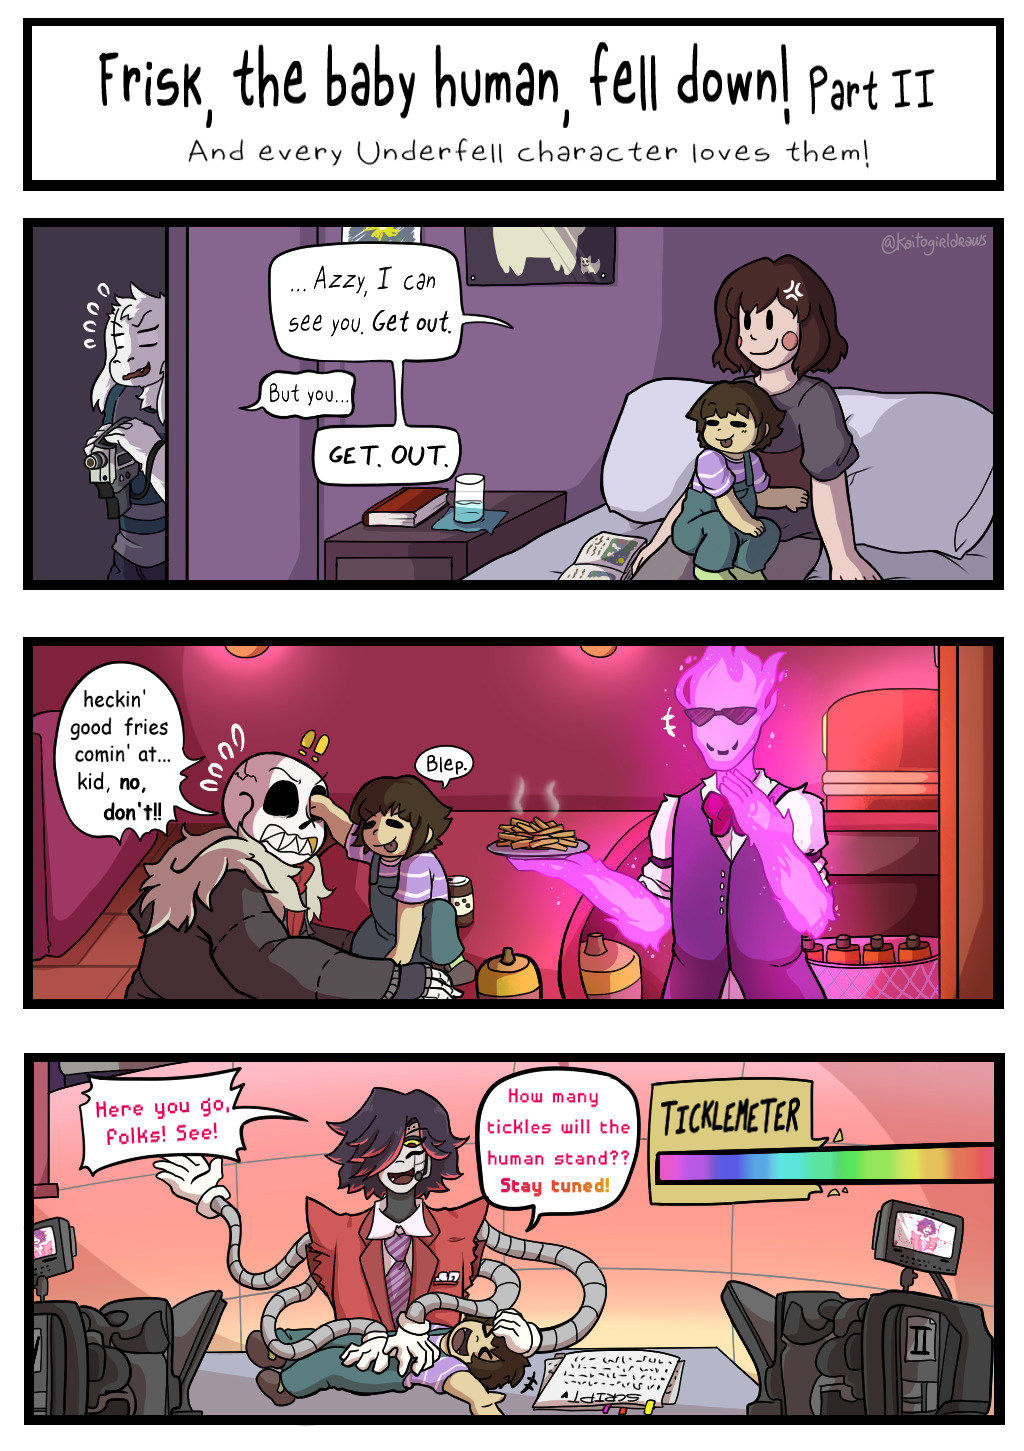 Frisk, the baby human, fell down! Part II
And every Underfell character loves them!
@kaitogirldraws
... Azzy, I can
see you. Get out.
But you...
GET. OUT.
heckin'
good fries
comin' at...
kid, no,
don't!!
Blep.
Here you go,
folks! See!
How many
tickles will the
human stand??
Stay tuned!
TICKLEMETER
SCRIPT
II